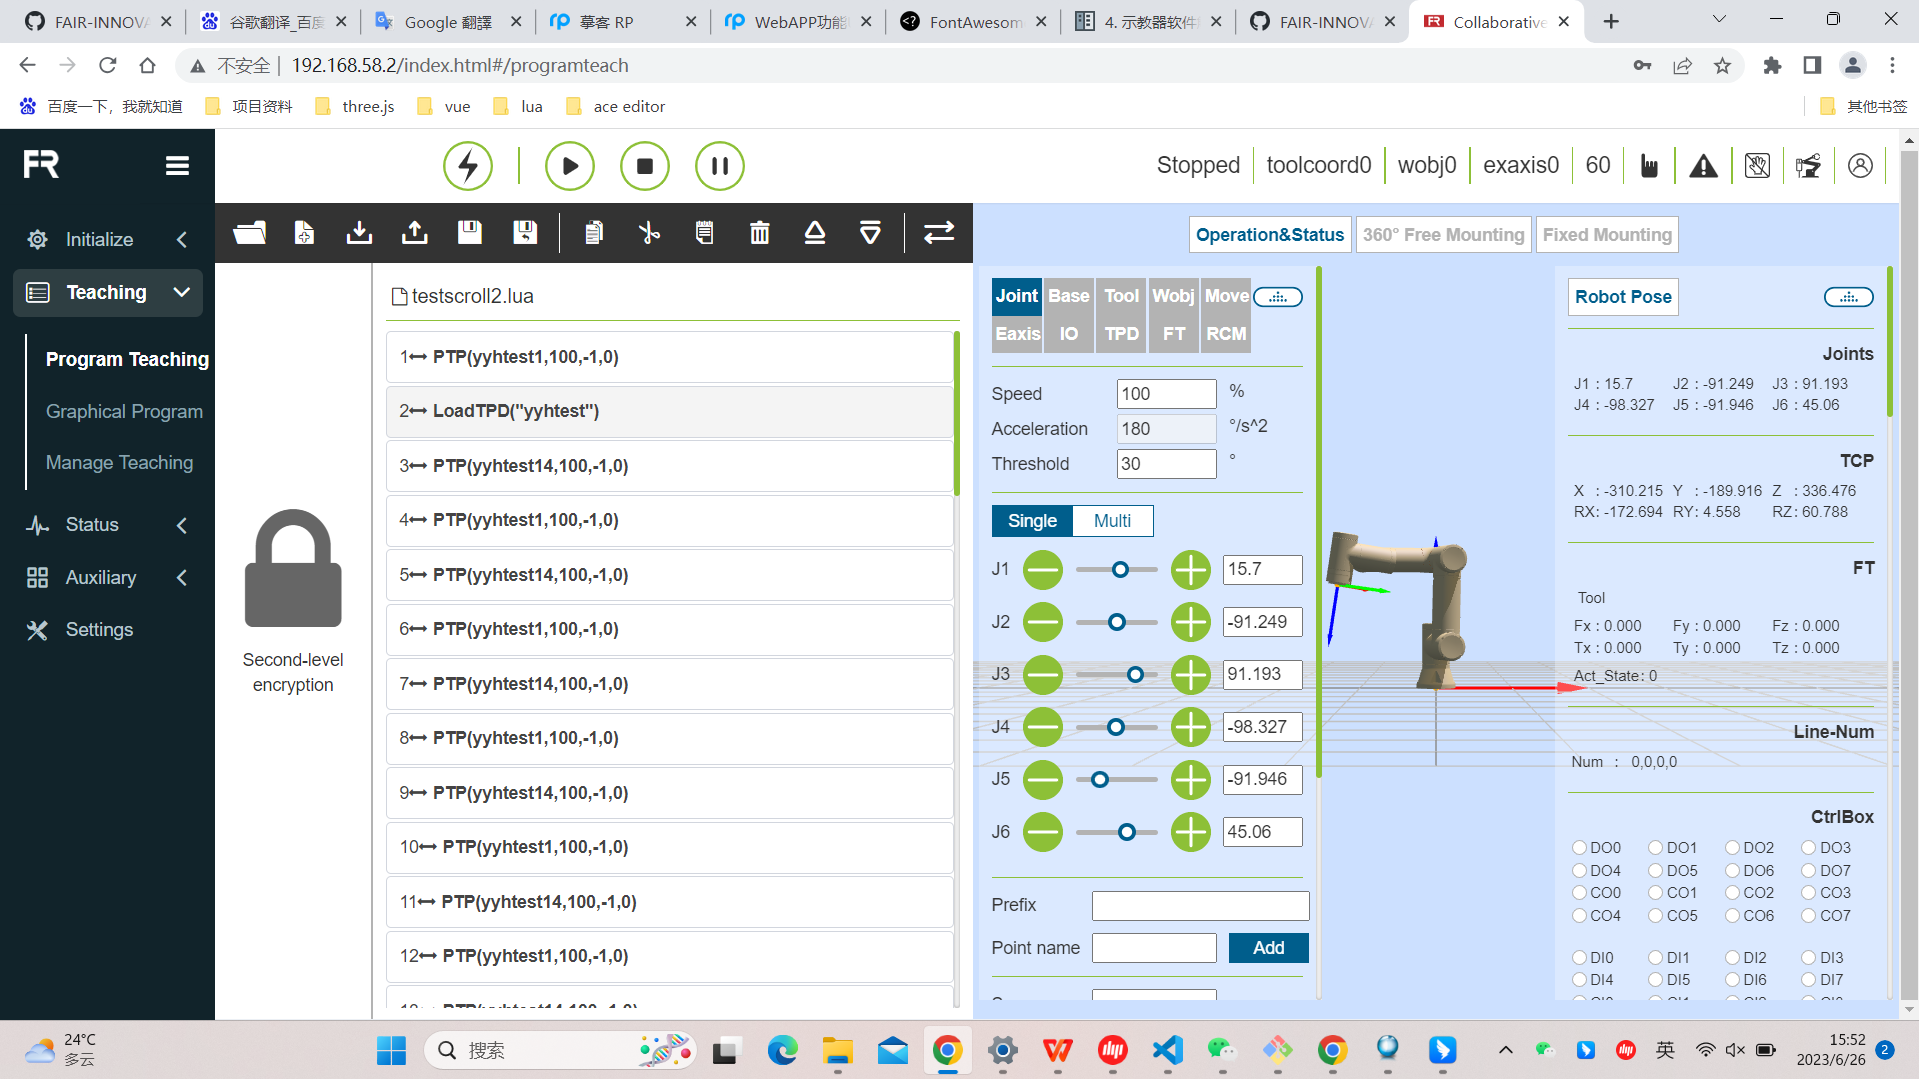 FAIR-INNOVA
谷歌翻译_百度
Google 翻譯
摹客 RP
WebAPP功能
FontAwesom
4. 示教器软件
FAIR-INNOVA
Collaborative
不安全 | 192.168.58.2/index.html#/programteach
百度一下，我就知道
项目资料
three.js
vue
lua
ace editor
其他书签
FR
Stopped
toolcoord0
wobj0
exaxis0
60
Initialize
Teaching
Program Teaching
Graphical Program
Manage Teaching
Status
Auxiliary
Settings
Second-level
encryption
testscroll2.lua
1 PTP(yyhtest1,100,-1,0)
2 LoadTPD("yyhtest")
3 PTP(yyhtest14,100,-1,0)
4 PTP(yyhtest1,100,-1,0)
5 PTP(yyhtest14,100,-1,0)
6 PTP(yyhtest1,100,-1,0)
7 PTP(yyhtest14,100,-1,0)
8 PTP(yyhtest1,100,-1,0)
9 PTP(yyhtest14,100,-1,0)
10 PTP(yyhtest1,100,-1,0)
11 PTP(yyhtest14,100,-1,0)
12 PTP(yyhtest1,100,-1,0)
Operation&Status
360° Free Mounting
Fixed Mounting
Joint Base Tool Wobj Move
Eaxis IO TPD FT RCM
Speed 100 %
Acceleration 180 °/s^2
Threshold 30 °
Single Multi
J1 15.7
J2 -91.249
J3 91.193
J4 -98.327
J5 -91.946
J6 45.06
Prefix
Point name Add
Robot Pose
Joints
J1 : 15.7 J2 : -91.249 J3 : 91.193
J4 : -98.327 J5 : -91.946 J6 : 45.06
TCP
X : -310.215 Y : -189.916 Z : 336.476
RX: -172.694 RY: 4.558 RZ: 60.788
FT
Tool
Fx : 0.000 Fy : 0.000 Fz : 0.000
Tx : 0.000 Ty : 0.000 Tz : 0.000
Act_State: 0
Line-Num
Num : 0,0,0,0
CtrlBox
DO0 DO1 DO2 DO3
DO4 DO5 DO6 DO7
CO0 CO1 CO2 CO3
CO4 CO5 CO6 CO7
DI0 DI1 DI2 DI3
DI4 DI5 DI6 DI7
24°C
多云
搜索
英
15:52
2023/6/26
2